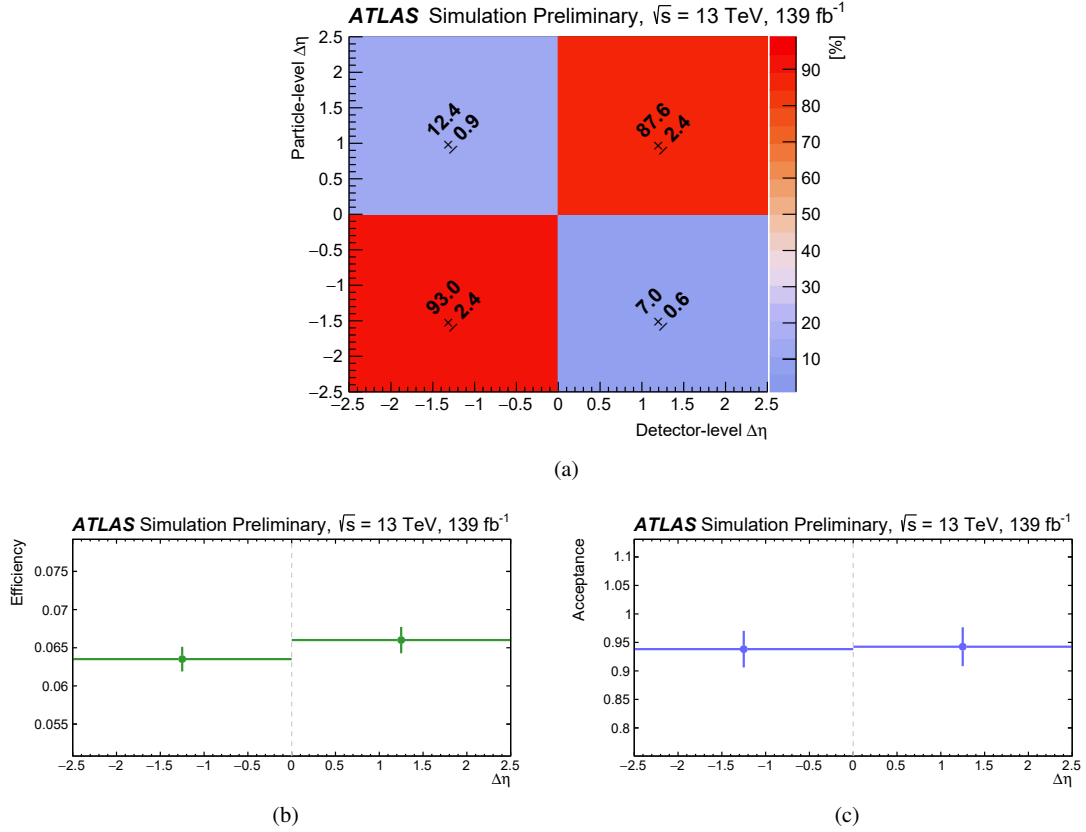 ATLAS Simulation Preliminary, √s = 13 TeV, 139 fb⁻¹
Particle-level Δη
[%]
2.5
2
1.5
1
0.5
0
−0.5
−1
−1.5
−2
−2.5
12.4
± 0.9
87.6
± 2.4
93.0
± 2.4
7.0
± 0.6
90
80
70
60
50
40
30
20
10
−2.5 −2 −1.5 −1 −0.5 0 0.5 1 1.5 2 2.5
Detector-level Δη
(a)
ATLAS Simulation Preliminary, √s = 13 TeV, 139 fb⁻¹
Efficiency
0.075
0.07
0.065
0.06
0.055
−2.5 −2 −1.5 −1 −0.5 0 0.5 1 1.5 2 2.5
Δη
(b)
ATLAS Simulation Preliminary, √s = 13 TeV, 139 fb⁻¹
Acceptance
1.1
1.05
1
0.95
0.9
0.85
0.8
−2.5 −2 −1.5 −1 −0.5 0 0.5 1 1.5 2 2.5
Δη
(c)